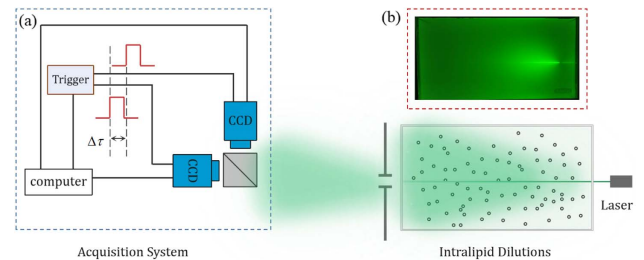 (a)
(b)
Trigger
CCD
Δτ
CCD
computer
Laser
Acquisition System
Intralipid Dilutions